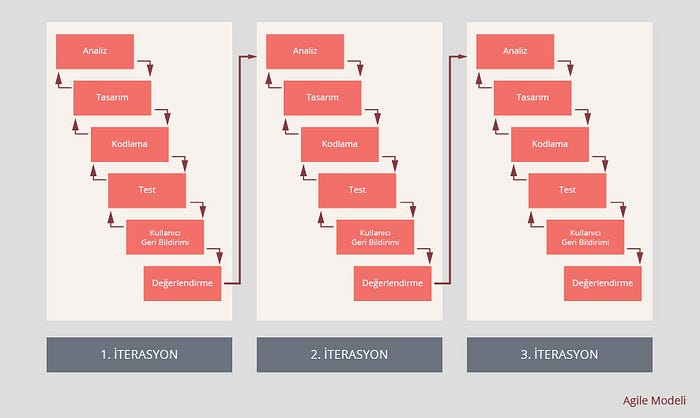 Analiz
Tasarım
Kodlama
Test
Kullanıcı
Geri Bildirimi
Değerlendirme
1. İTERASYON
Analiz
Tasarım
Kodlama
Test
Kullanıcı
Geri Bildirimi
Değerlendirme
2. İTERASYON
Analiz
Tasarım
Kodlama
Test
Kullanıcı
Geri Bildirimi
Değerlendirme
3. İTERASYON
Agile Modeli